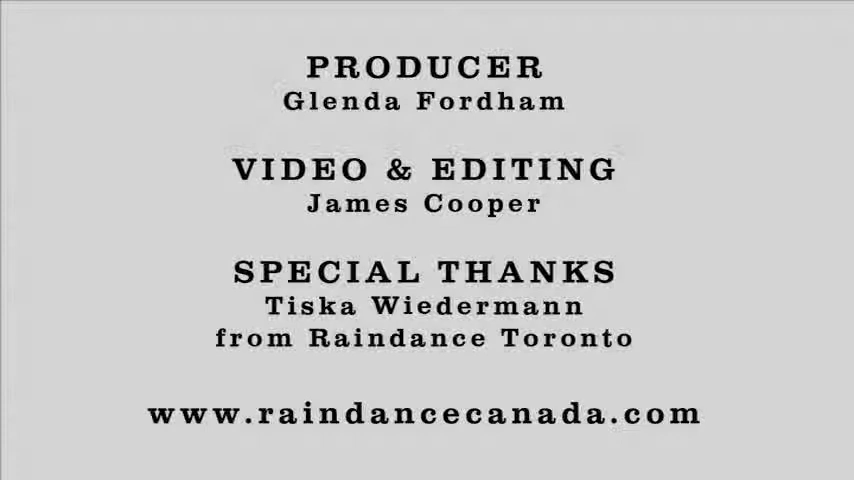 PRODUCER
Glenda Fordham
VIDEO & EDITING
James Cooper
SPECIAL THANKS
Tiska Wiedermann
from Raindance Toronto
www.raindancecanada.com